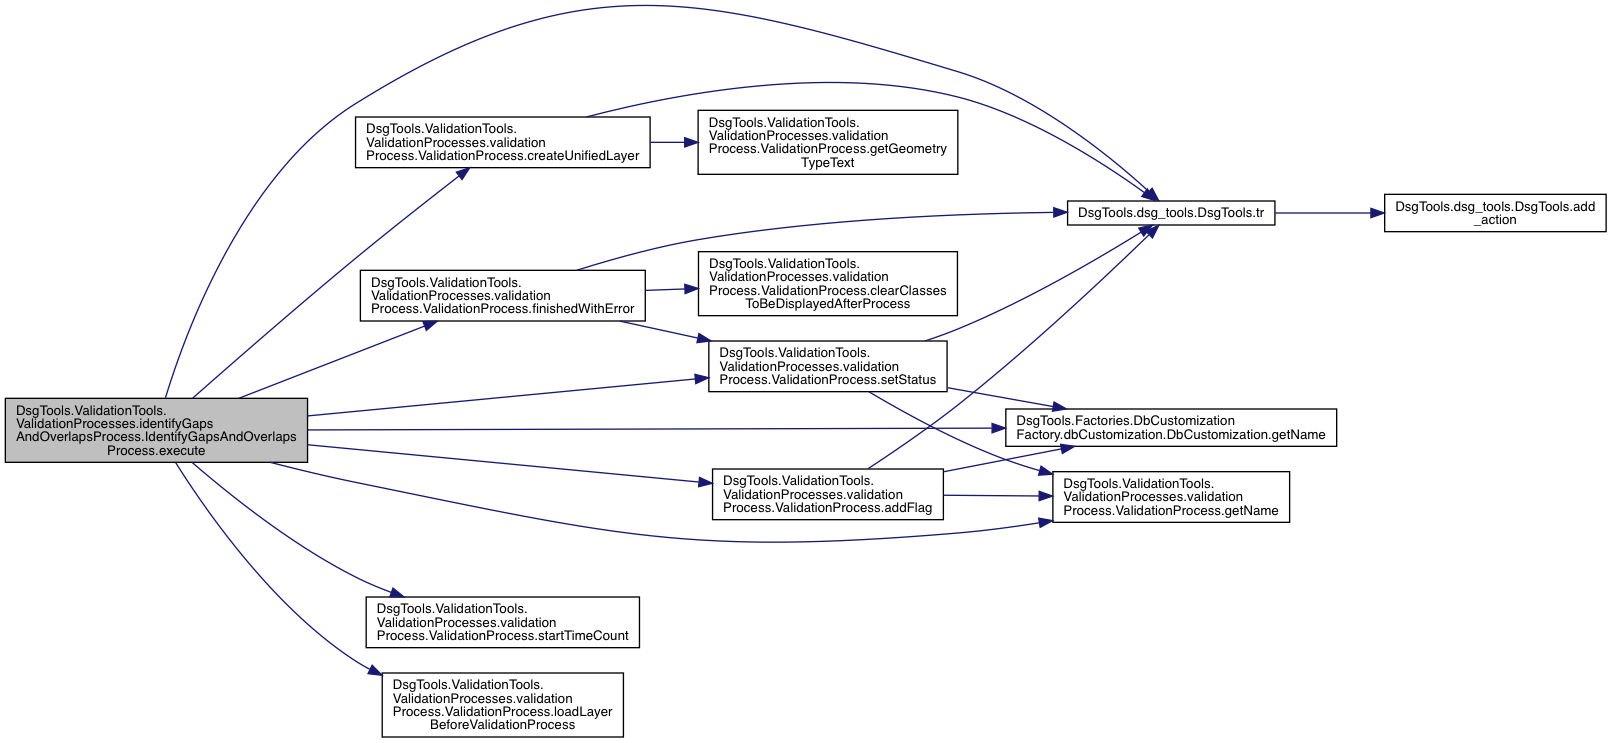 DsgTools.ValidationTools.
ValidationProcesses.identifyGaps
AndOverlapsProcess.IdentifyGapsAndOverlaps
Process.execute
DsgTools.ValidationTools.
ValidationProcesses.validation
Process.ValidationProcess.createUnifiedLayer
DsgTools.ValidationTools.
ValidationProcesses.validation
Process.ValidationProcess.finishedWithError
DsgTools.ValidationTools.
ValidationProcesses.validation
Process.ValidationProcess.startTimeCount
DsgTools.ValidationTools.
ValidationProcesses.validation
Process.ValidationProcess.loadLayer
BeforeValidationProcess
DsgTools.ValidationTools.
ValidationProcesses.validation
Process.ValidationProcess.getGeometry
TypeText
DsgTools.ValidationTools.
ValidationProcesses.validation
Process.ValidationProcess.clearClasses
ToBeDisplayedAfterProcess
DsgTools.ValidationTools.
ValidationProcesses.validation
Process.ValidationProcess.setStatus
DsgTools.ValidationTools.
ValidationProcesses.validation
Process.ValidationProcess.addFlag
DsgTools.dsg_tools.DsgTools.tr
DsgTools.Factories.DbCustomization
Factory.dbCustomization.DbCustomization.getName
DsgTools.ValidationTools.
ValidationProcesses.validation
Process.ValidationProcess.getName
DsgTools.dsg_tools.DsgTools.add
_action